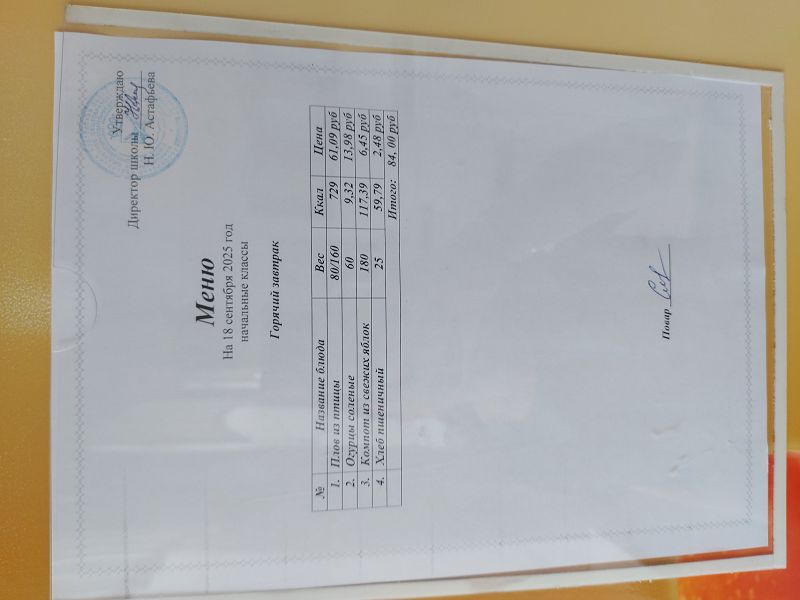 Утверждаю
Директор школы
Н. Ю. Астафьева
Меню
На 18 сентября 2025 год
начальные классы
Горячий завтрак
№ Название блюда Вес Ккал Цена
1. Плов из птицы 80/160 729 61,09 руб
2. Огурцы соленые 60 9,32 13,98 руб
3. Компот из свежих яблок 180 117,39 6,45 руб
4. Хлеб пшеничный 25 59,79 2,48 руб
Итого: 84, 00 руб
Повар